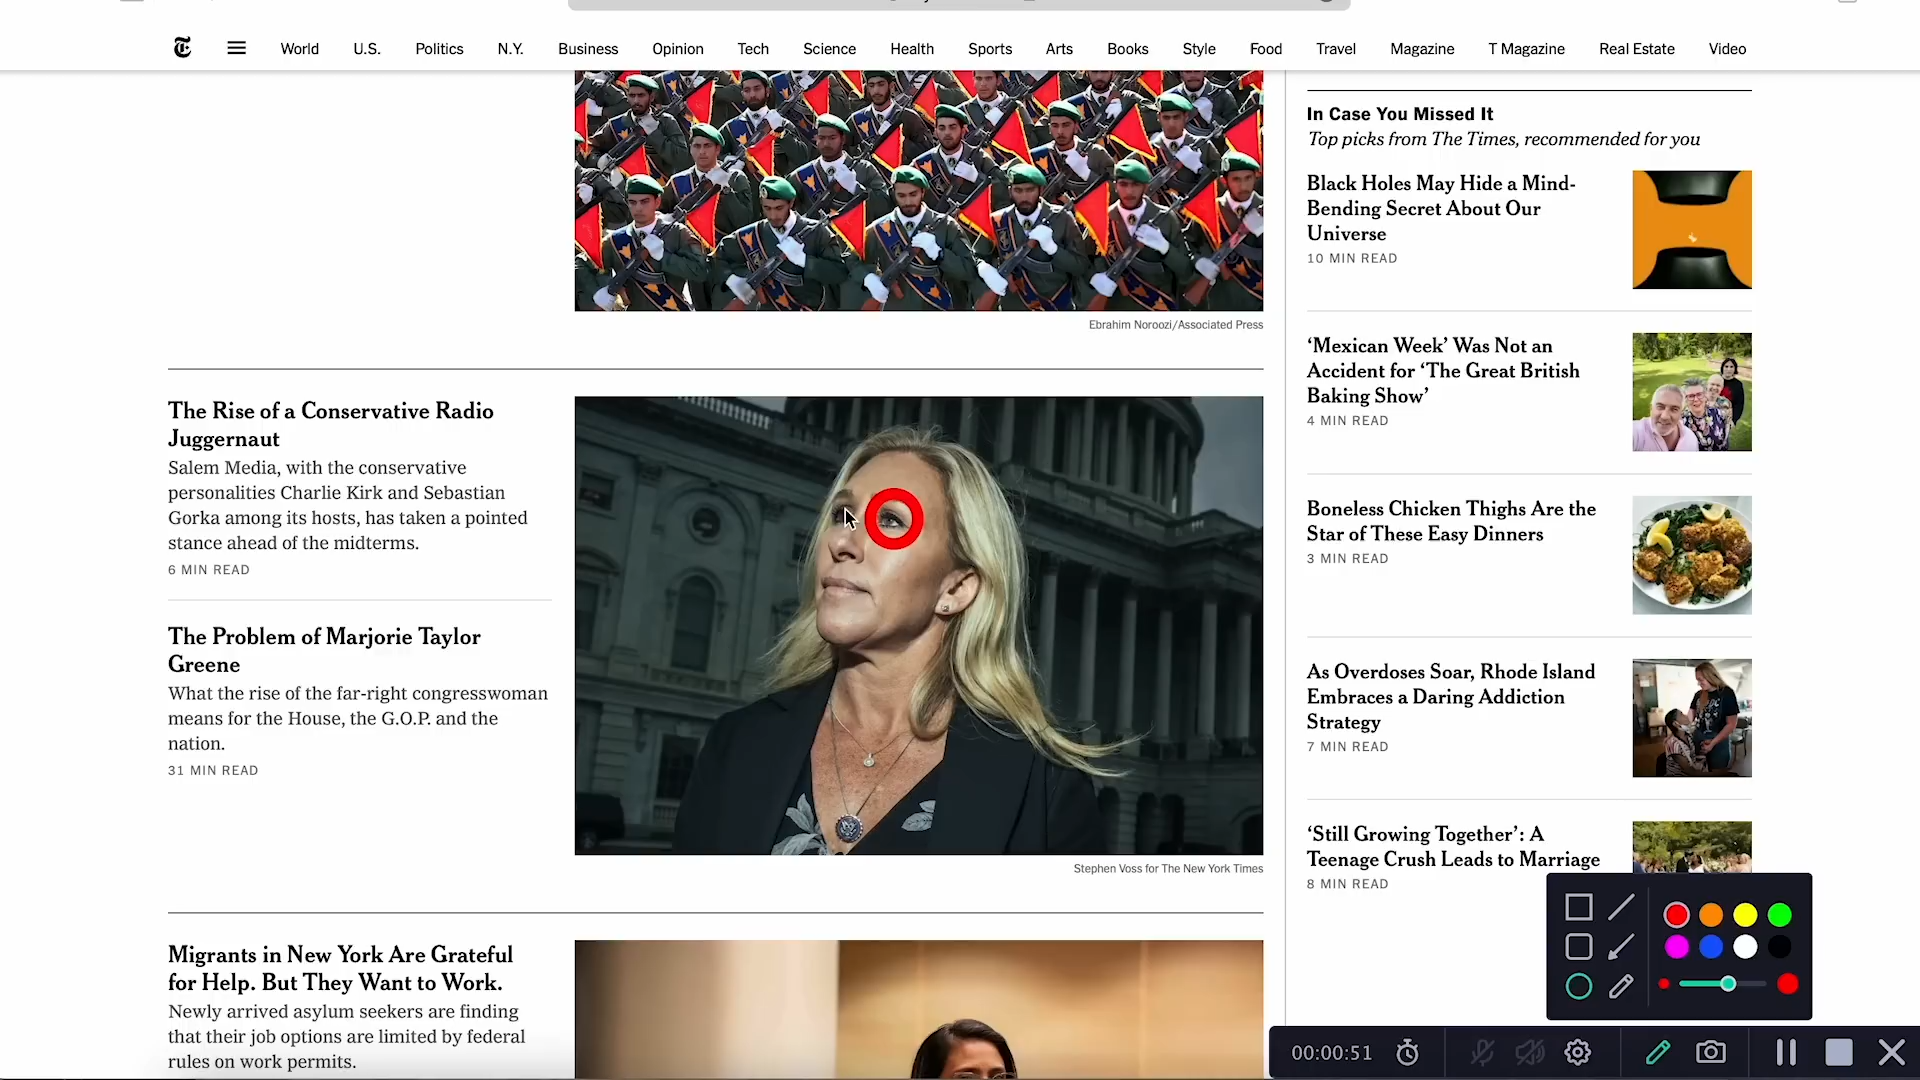 World U.S. Politics N.Y. Business Opinion Tech Science Health Sports Arts Books Style Food Travel Magazine T Magazine Real Estate Video
Ebrahim Noroozi/Associated Press
The Rise of a Conservative Radio
Juggernaut
Salem Media, with the conservative
personalities Charlie Kirk and Sebastian
Gorka among its hosts, has taken a pointed
stance ahead of the midterms.
6 MIN READ
The Problem of Marjorie Taylor
Greene
What the rise of the far-right congresswoman
means for the House, the G.O.P. and the
nation.
31 MIN READ
Stephen Voss for The New York Times
Migrants in New York Are Grateful
for Help. But They Want to Work.
Newly arrived asylum seekers are finding
that their job options are limited by federal
rules on work permits.
In Case You Missed It
Top picks from The Times, recommended for you
Black Holes May Hide a Mind-
Bending Secret About Our
Universe
10 MIN READ
‘Mexican Week’ Was Not an
Accident for ‘The Great British
Baking Show’
4 MIN READ
Boneless Chicken Thighs Are the
Star of These Easy Dinners
3 MIN READ
As Overdoses Soar, Rhode Island
Embraces a Daring Addiction
Strategy
7 MIN READ
‘Still Growing Together’: A
Teenage Crush Leads to Marriage
8 MIN READ
00:00:51